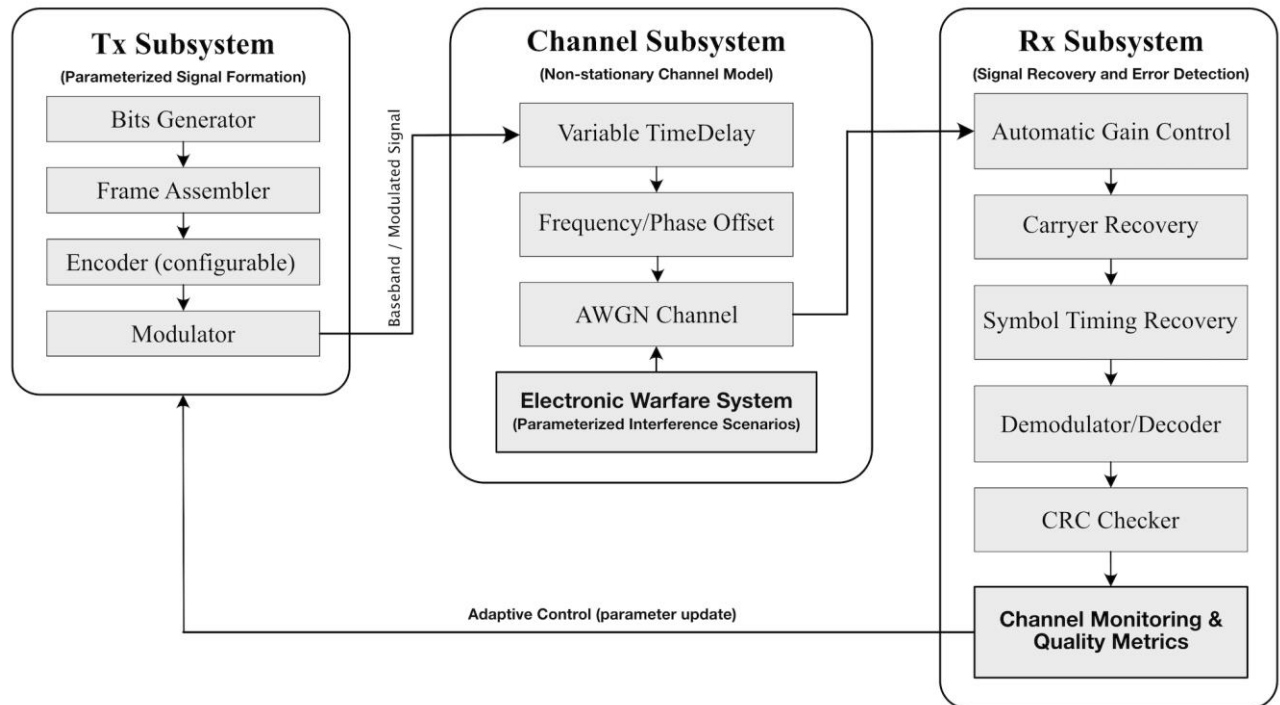 Tx Subsystem
(Parameterized Signal Formation)
Bits Generator
Frame Assembler
Encoder (configurable)
Modulator
Baseband / Modulated Signal
Channel Subsystem
(Non-stationary Channel Model)
Variable TimeDelay
Frequency/Phase Offset
AWGN Channel
Electronic Warfare System
(Parameterized Interference Scenarios)
Rx Subsystem
(Signal Recovery and Error Detection)
Automatic Gain Control
Carryer Recovery
Symbol Timing Recovery
Demodulator/Decoder
CRC Checker
Channel Monitoring &
Quality Metrics
Adaptive Control (parameter update)